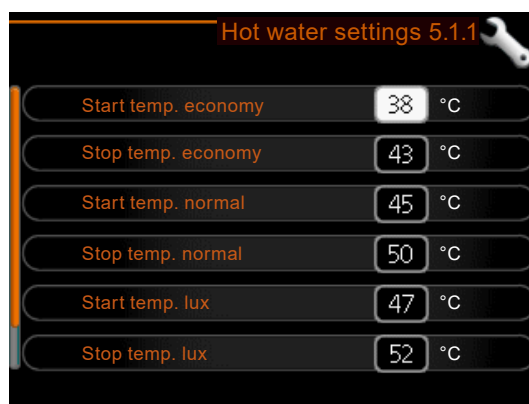 Hot water settings 5.1.1
Start temp. economy 38 °C
Stop temp. economy 43 °C
Start temp. normal 45 °C
Stop temp. normal 50 °C
Start temp. lux 47 °C
Stop temp. lux 52 °C